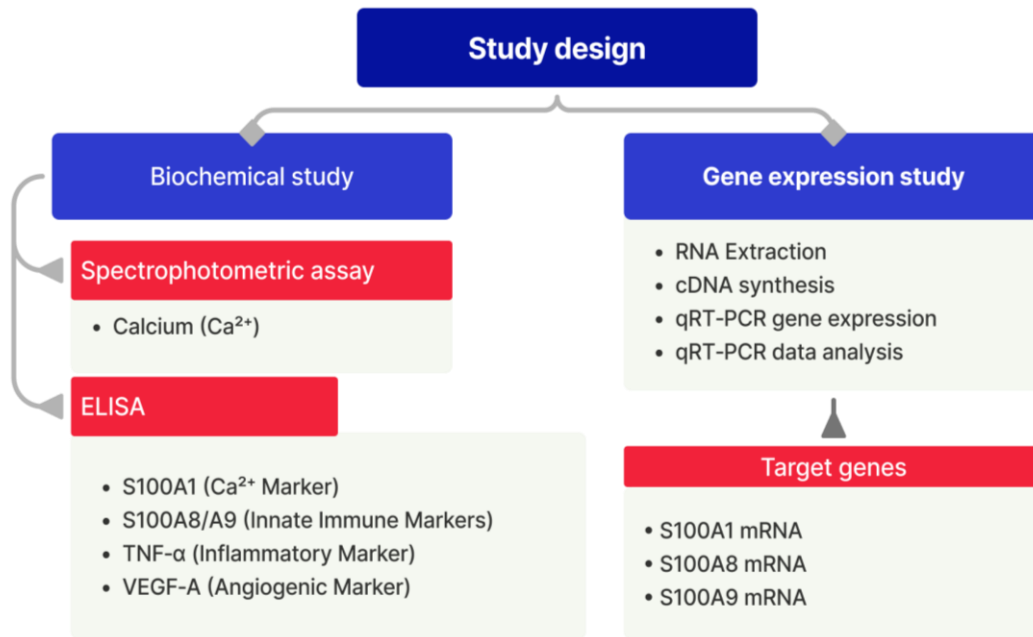 Study design
Biochemical study
Spectrophotometric assay
• Calcium (Ca²⁺)
ELISA
• S100A1 (Ca²⁺ Marker)
• S100A8/A9 (Innate Immune Markers)
• TNF-α (Inflammatory Marker)
• VEGF-A (Angiogenic Marker)
Gene expression study
• RNA Extraction
• cDNA synthesis
• qRT-PCR gene expression
• qRT-PCR data analysis
Target genes
• S100A1 mRNA
• S100A8 mRNA
• S100A9 mRNA